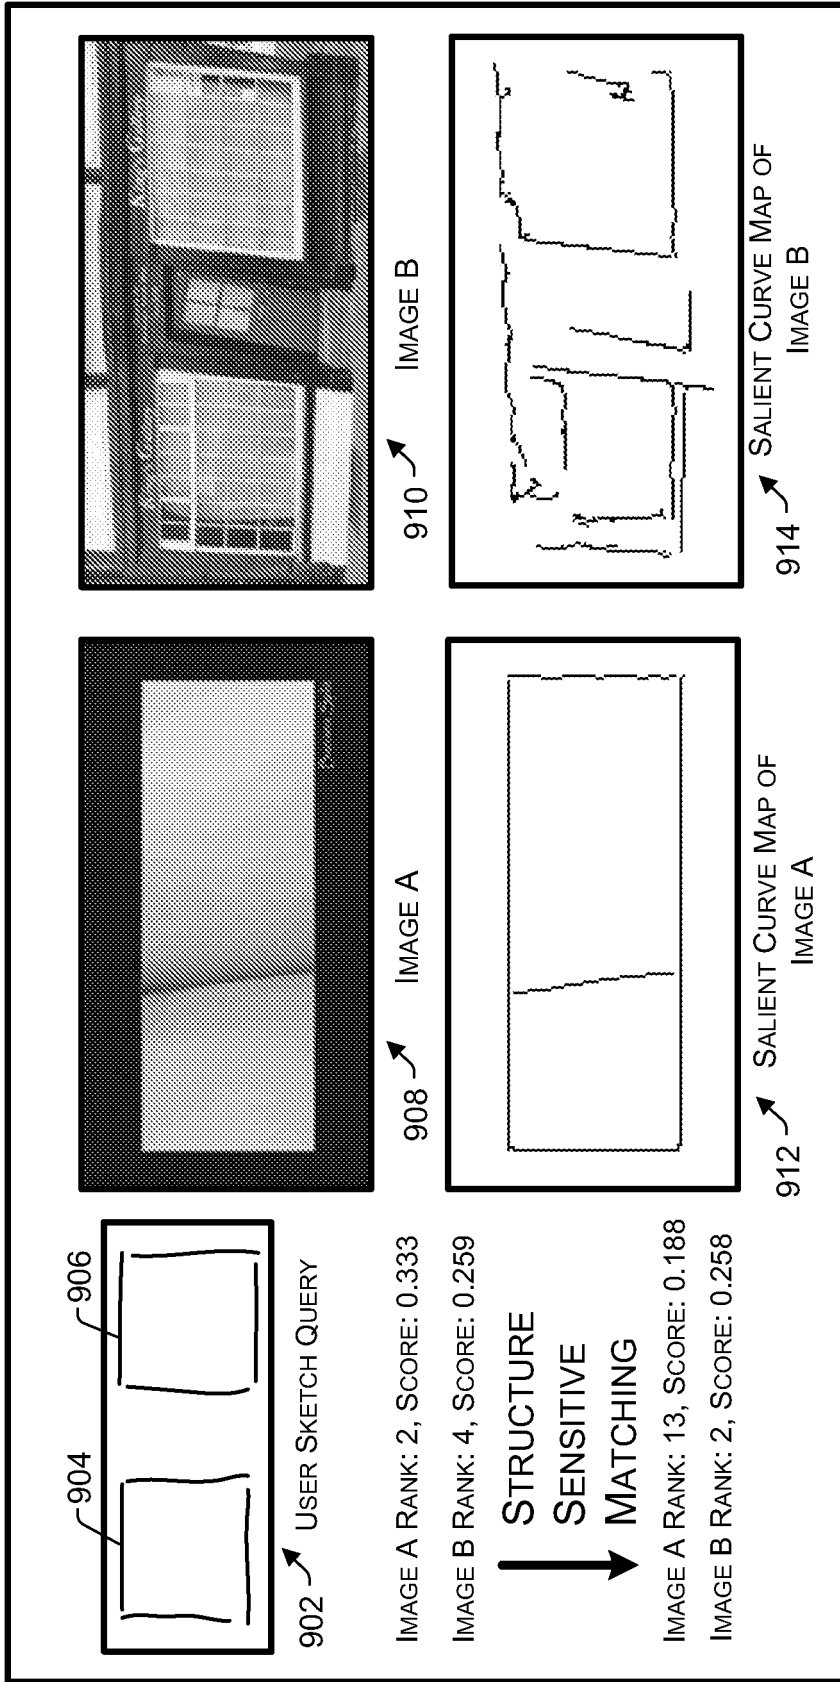 904
906
902
USER SKETCH QUERY
IMAGE A RANK: 2, SCORE: 0.333
IMAGE B RANK: 4, SCORE: 0.259
STRUCTURE
SENSITIVE
MATCHING
IMAGE A RANK: 13, SCORE: 0.188
IMAGE B RANK: 2, SCORE: 0.258
908
IMAGE A
912
SALIENT CURVE MAP OF
IMAGE A
910
IMAGE B
914
SALIENT CURVE MAP OF
IMAGE B